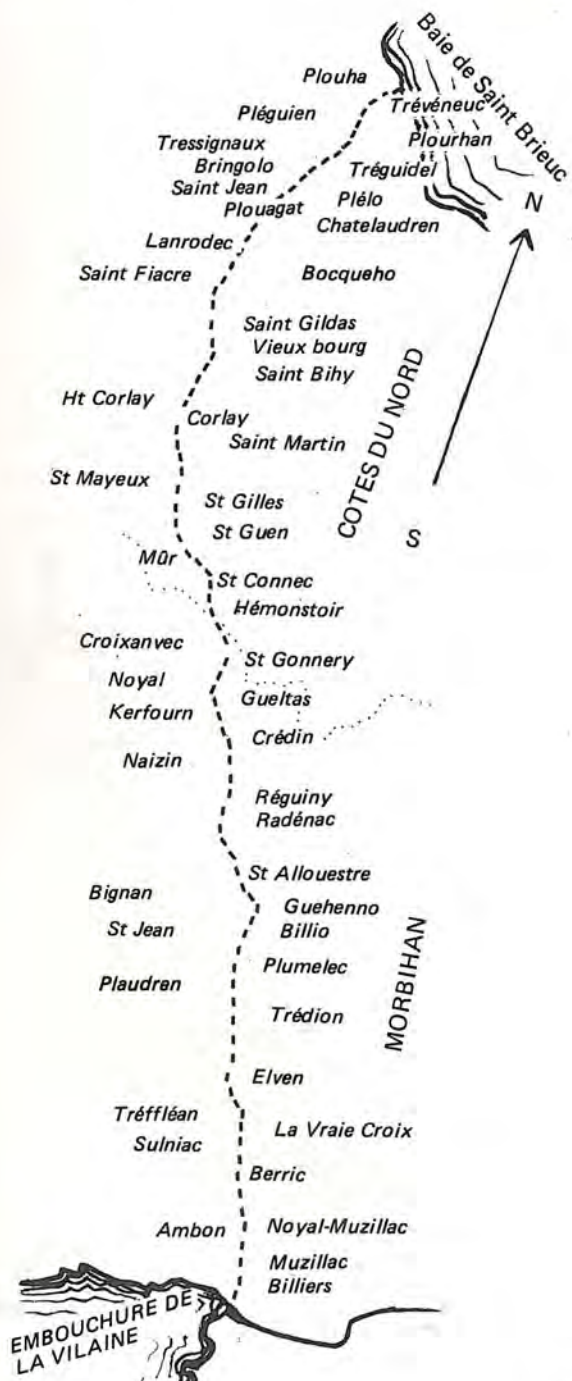 Baie de Saint Brieuc
Plouha
Trévéneuc
Pléguien
Plourhan
Tressignaux
Bringolo
Tréguidel
Saint Jean
Plélo
N
Plouagat
Chatelaudren
Lanrodec
Saint Fiacre
Bocqueho
Saint Gildas
Vieux bourg
Saint Bihy
COTES DU NORD
Ht Corlay
Corlay
Saint Martin
St Mayeux
St Gilles
St Guen
S
Mûr
St Connec
Hémonstoir
Croixanvec
St Gonnery
Noyal
Gueltas
Kerfourn
Crédin
Naizin
Réguiny
Radénac
St Allouestre
Bignan
Guehenno
St Jean
Billio
MORBIHAN
Plumelec
Plaudren
Trédion
Elven
Tréffléan
La Vraie Croix
Sulniac
Berric
Ambon
Noyal-Muzillac
Muzillac
Billiers
EMBOUCHURE DE
LA VILAINE